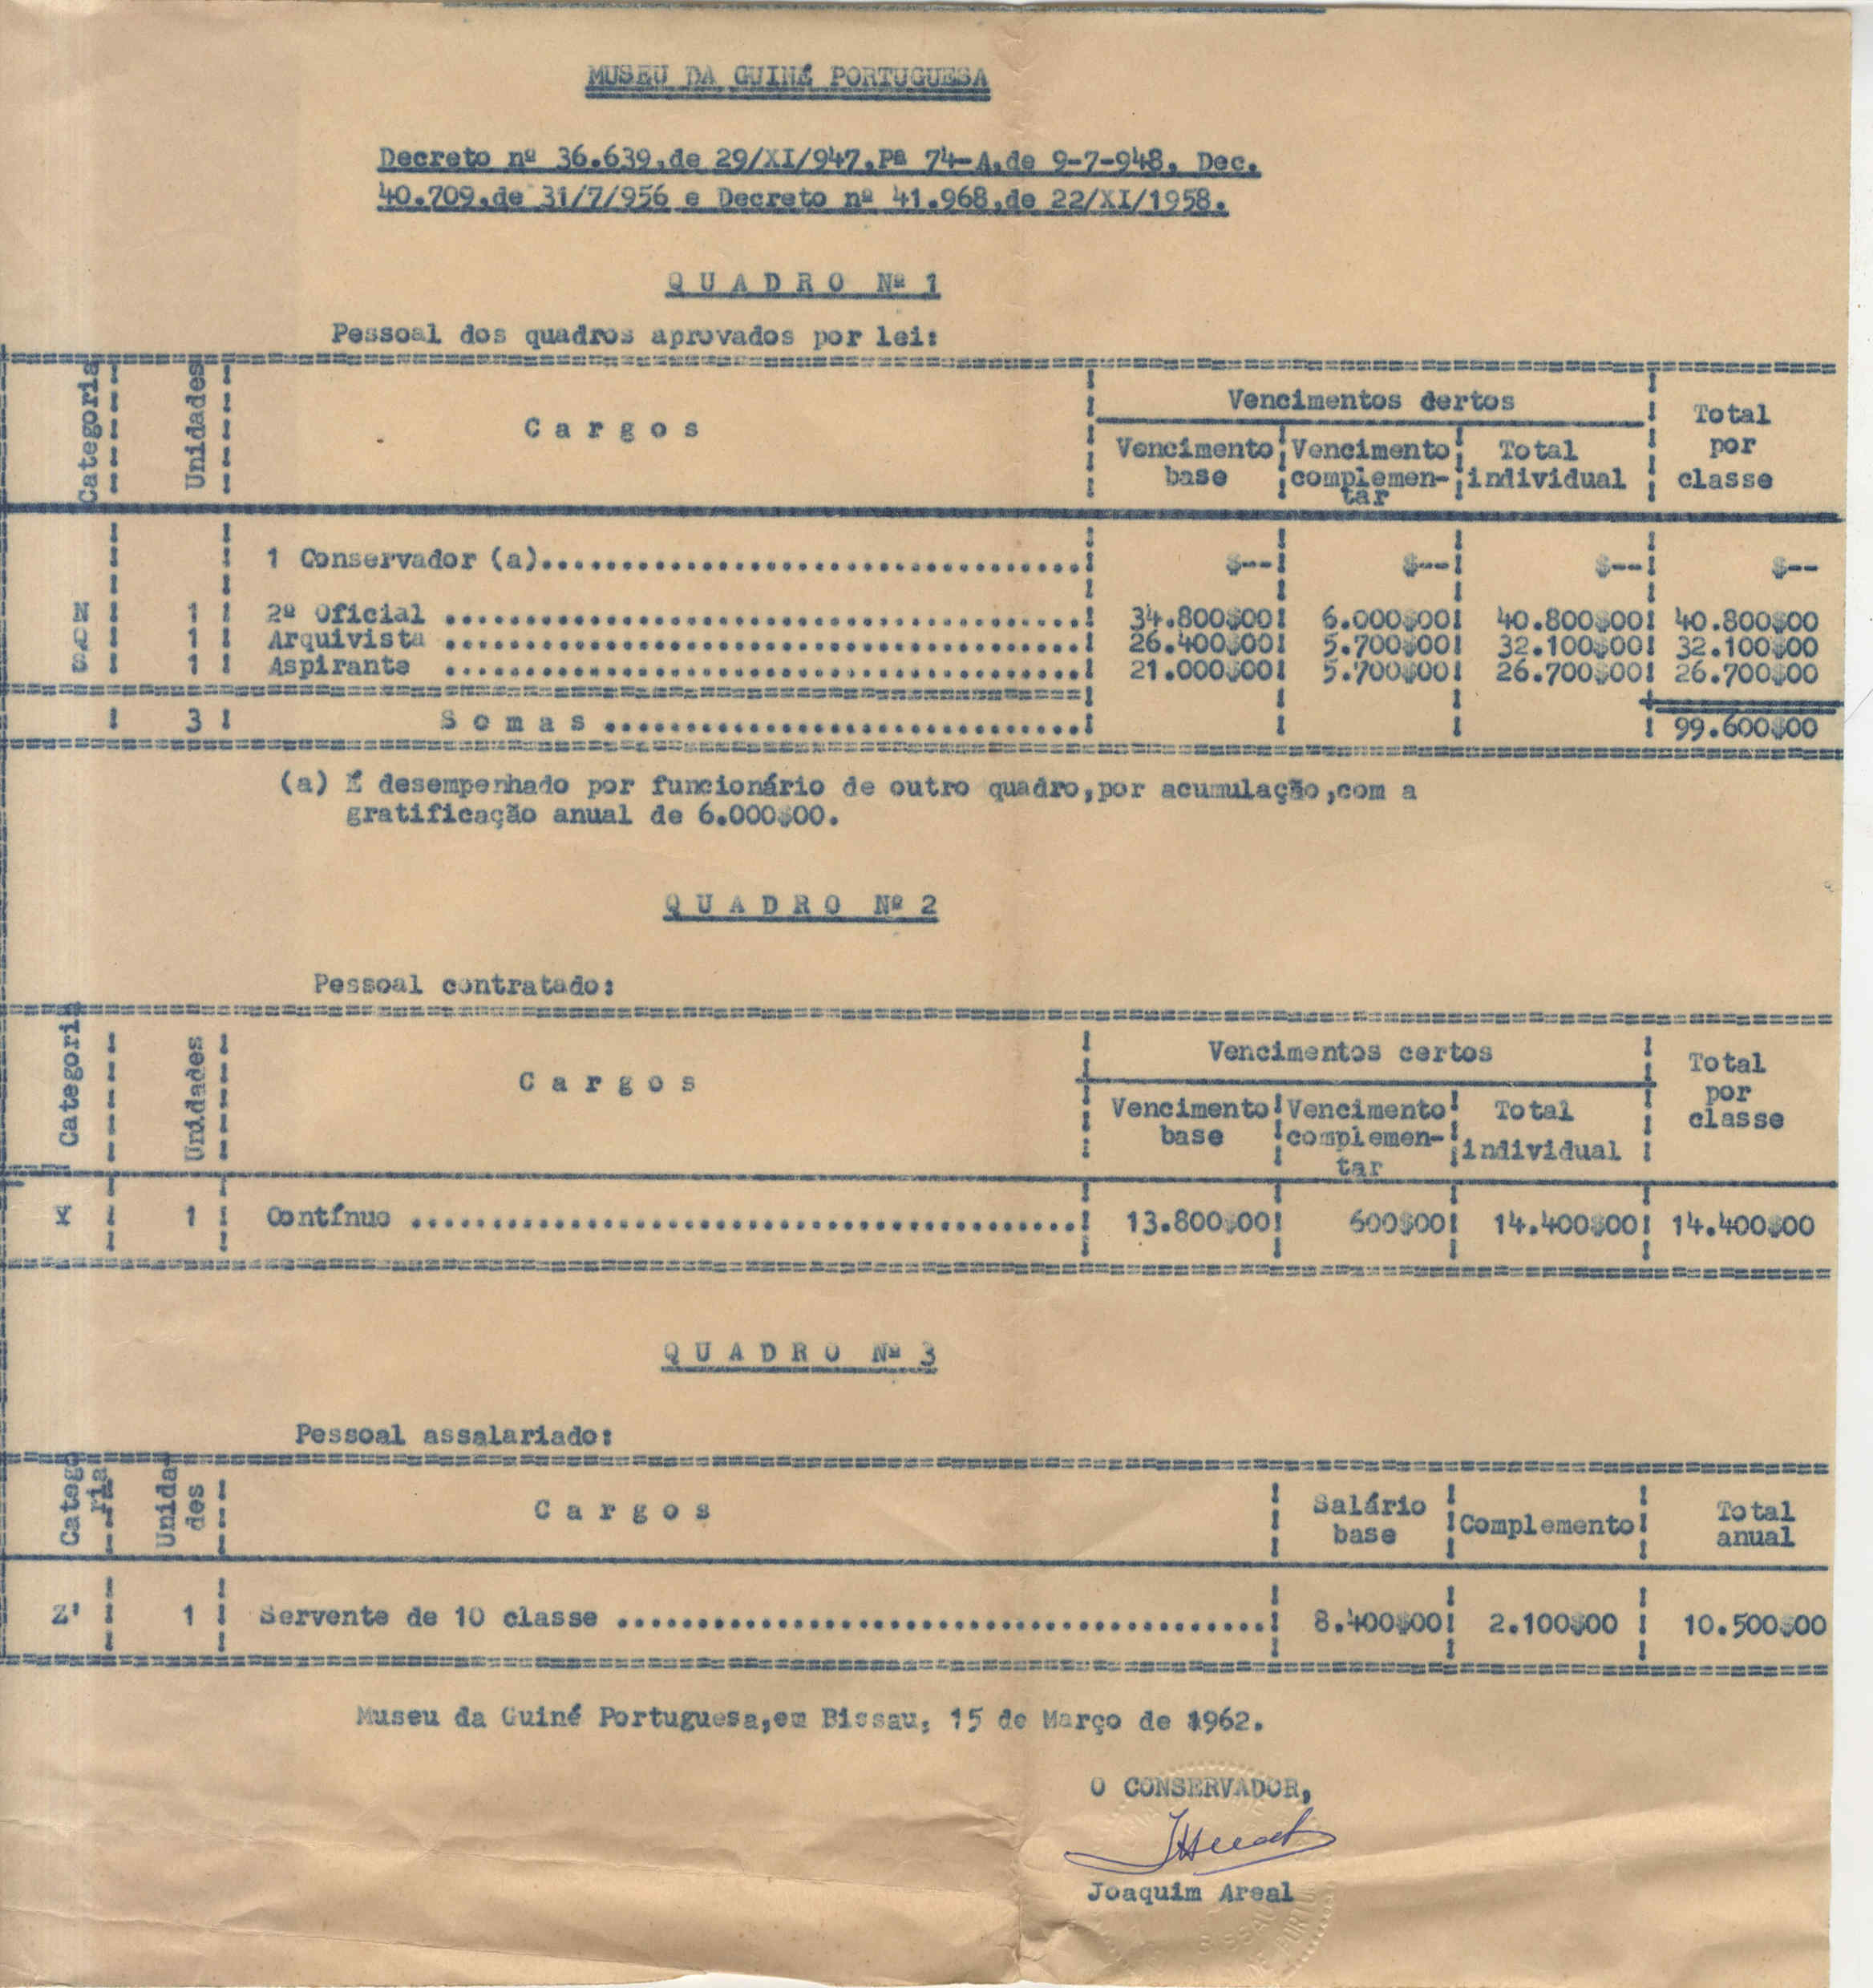 MUSEU DA GUINÉ PORTUGUESA
Decreto nº 36.639,de 29/XI/947.Pª 74-A,de 9-7-948. Dec.
40.709,de 31/7/956 e Decreto nº 41.968,de 22/XI/1958.
QUADRO Nº 1
Pessoal dos quadros aprovados por lei:
Categoria Unidades Cargos Vencimentos dertos Total por classe
Vencimento base Vencimento complemen-tar Total individual
1 Conservador (a) $-- $-- $-- $--
N 1 2º Oficial 34.800$00 6.000$00 40.800$00 40.800$00
1 Arquivista 26.400$00 5.700$00 32.100$00 32.100$00
1 Aspirante 21.000$00 5.700$00 26.700$00 26.700$00
3 Somas 99.600$00
(a) É desempenhado por funcionário de outro quadro,por acumulação,com a
gratificação anual de 6.000$00.
QUADRO Nº 2
Pessoal contratado:
Categoria Unidades Cargos Vencimentos certos Total por classe
Vencimento base Vencimento complemen-tar Total individual
1 Contínuo 13.800$00 600$00 14.400$00 14.400$00
QUADRO Nº 3
Pessoal assalariado:
Catego ria Unida des Cargos Salário base Complemento Total anual
Z' 1 Servente de 10 classe 8.400$00 2.100$00 10.500$00
Museu da Guiné Portuguesa,em Bissau, 15 de Março de 1962.
O CONSERVADOR,
Joaquim Areal